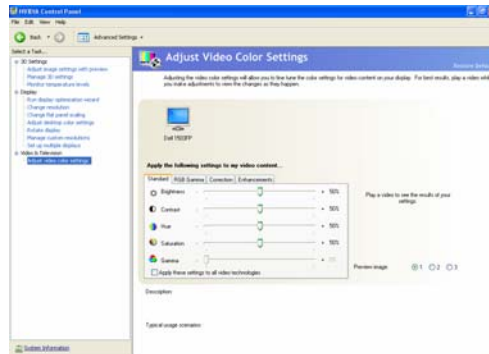 NVIDIA Control Panel
File Edit View Help
Back
Advanced Settings
Select a Task...
3D Settings
Adjust image settings with preview
Manage 3D settings
Monitor temperature levels
Display
Run display optimization wizard
Change resolution
Change flat panel scaling
Adjust desktop color settings
Rotate display
Manage custom resolutions
Set up multiple displays
Video & Television
Adjust video color settings
System Information
Adjust Video Color Settings
Adjusting the video color settings will allow you to fine tune the color settings for video content on your display. For best results, play a video whil
you make adjustments to view the changes as they happen.
Dell 1503FP
Apply the following settings to my video content...
Standard RGB Gamma Correction Enhancements
Brightness - + 50%
Contrast - + 50%
Hue - + 50%
Saturation - + 50%
Gamma - +
Apply these settings to all video technologies
Play a video to see the results of your
settings.
Preview image: 1 2 3
Description:
Typical usage scenarios: